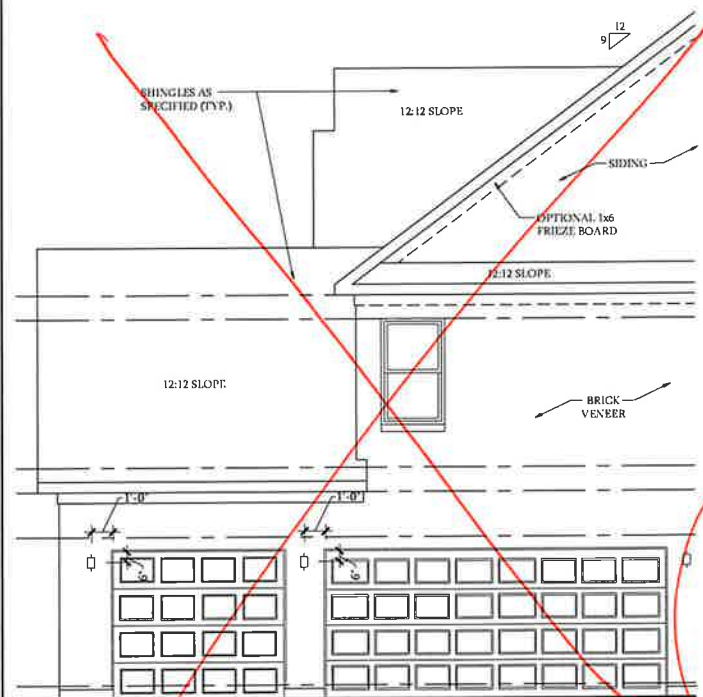 12
9
SHINGLES AS
SPECIFIED (TYP.)
12:12 SLOPE
SIDING
OPTIONAL 1x6
FRIEZE BOARD
12:12 SLOPE
12:12 SLOPE
BRICK
VENEER
1'-0"
1'-0"
6"
6"